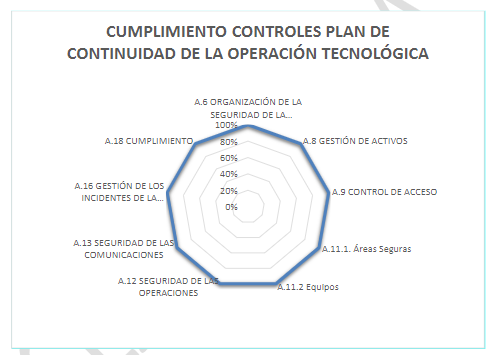 CUMPLIMIENTO CONTROLES PLAN DE
CONTINUIDAD DE LA OPERACIÓN TECNOLÓGICA
A.6 ORGANIZACIÓN DE LA
SEGURIDAD DE LA...
100%
80%
60%
40%
20%
0%
A.8 GESTIÓN DE ACTIVOS
A.9 CONTROL DE ACCESO
A.11.1. Áreas Seguras
A.11.2 Equipos
A.12 SEGURIDAD DE LAS
OPERACIONES
A.13 SEGURIDAD DE LAS
COMUNICACIONES
A.16 GESTIÓN DE LOS
INCIDENTES DE LA...
A.18 CUMPLIMIENTO